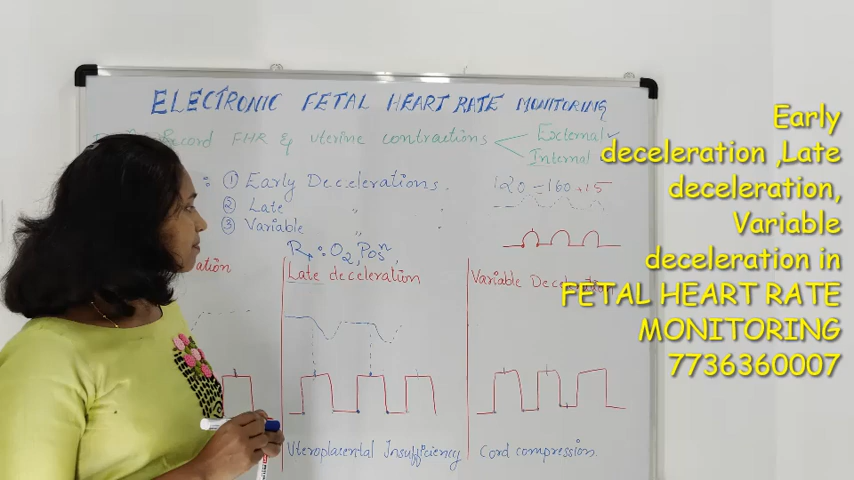 ELECTRONIC FETAL HEART RATE MONITORING
Record FHR & uterine contractions
External ✓
Internal
: ① Early Decelerations.
② Late "
③ Variable "
120 - 160
15
: O₂, Posⁿ,
ation
Late deceleration
Variable Deceleration
Uteroplacental Insufficiency
Cord compression.
Early
deceleration ,Late
deceleration,
Variable
deceleration in
FETAL HEART RATE
MONITORING
7736360007